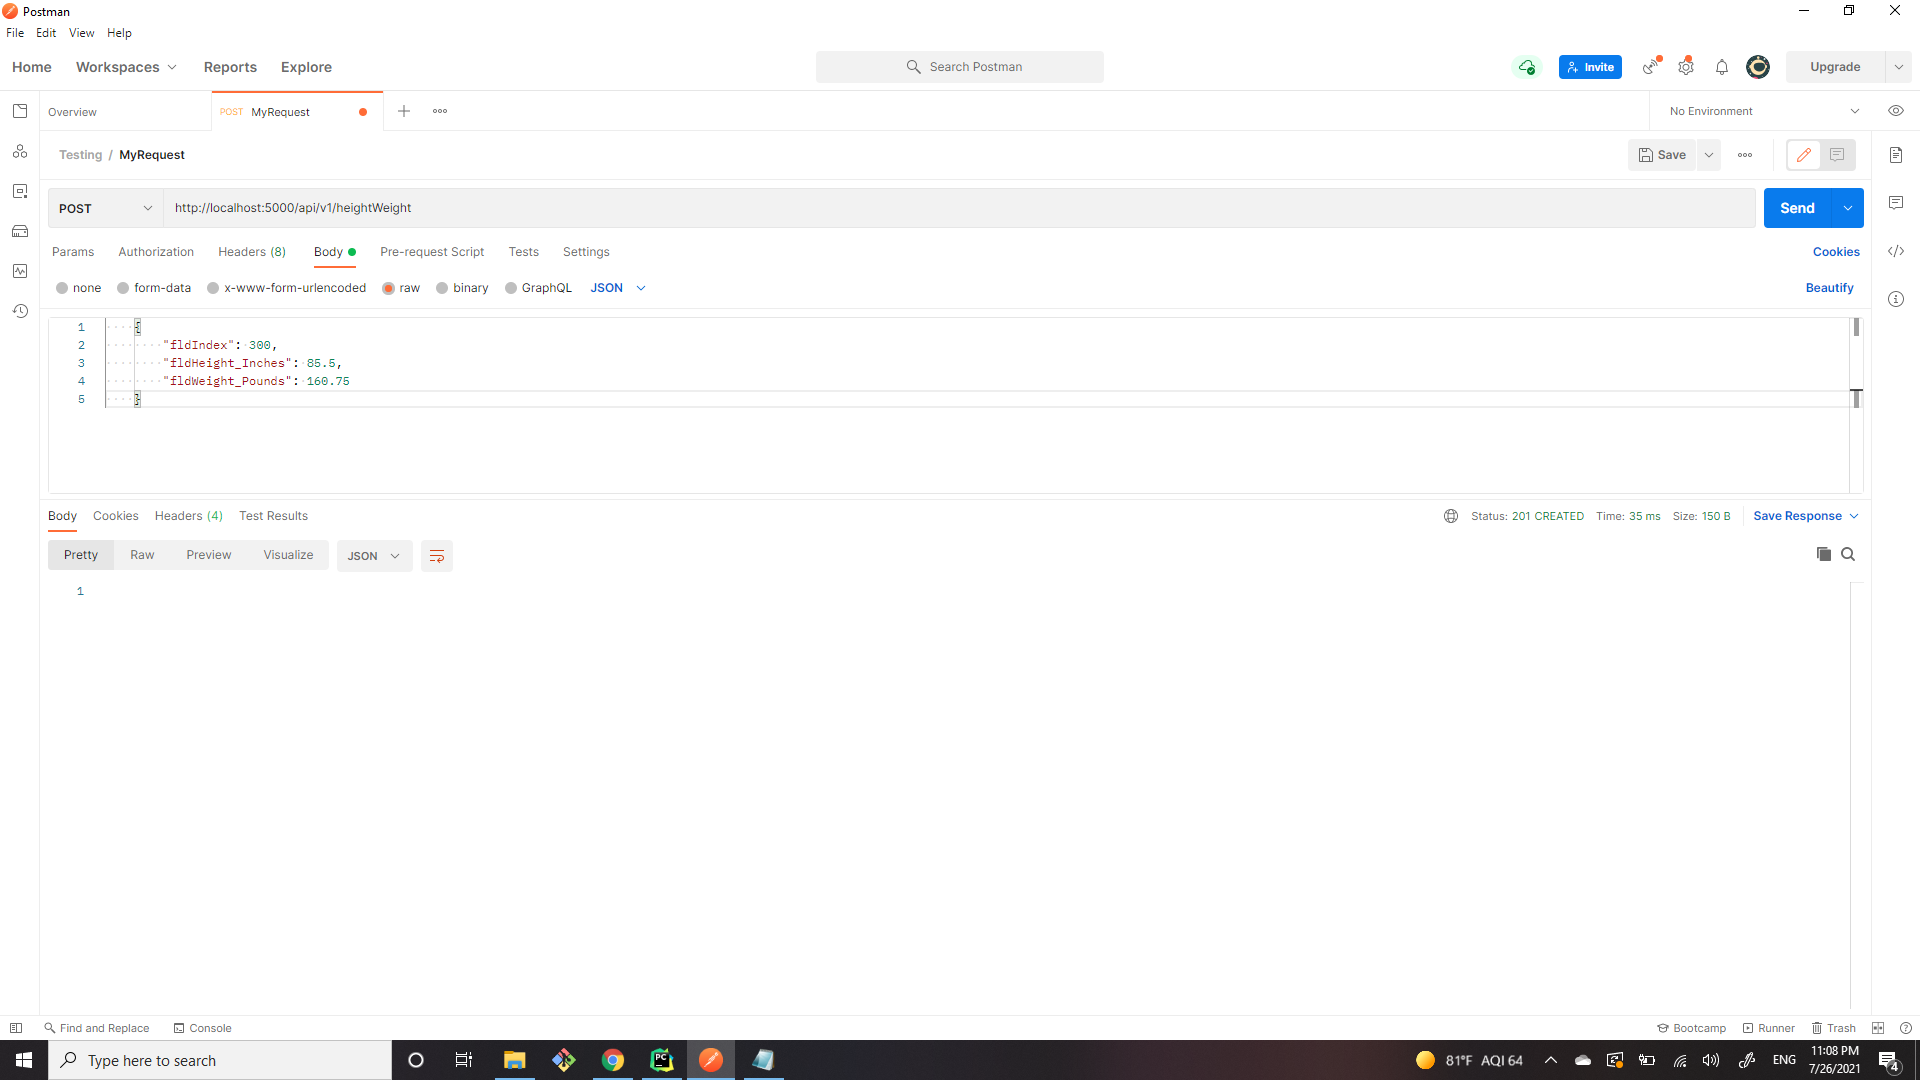 Postman
File Edit View Help
Home Workspaces Reports Explore Search Postman Invite Upgrade
Overview POST MyRequest No Environment
Testing / MyRequest Save
POST http://localhost:5000/api/v1/heightWeight Send
Params Authorization Headers (8) Body Pre-request Script Tests Settings Cookies
none form-data x-www-form-urlencoded raw binary GraphQL JSON Beautify
1 {
2 "fldIndex": 300,
3 "fldHeight_Inches": 85.5,
4 "fldWeight_Pounds": 160.75
5 }
Body Cookies Headers (4) Test Results Status: 201 CREATED Time: 35 ms Size: 150 B Save Response
Pretty Raw Preview Visualize JSON
1
Find and Replace Console Bootcamp Runner Trash
Type here to search PC 81°F AQI 64 ENG 11:08 PM 4
7/26/2021